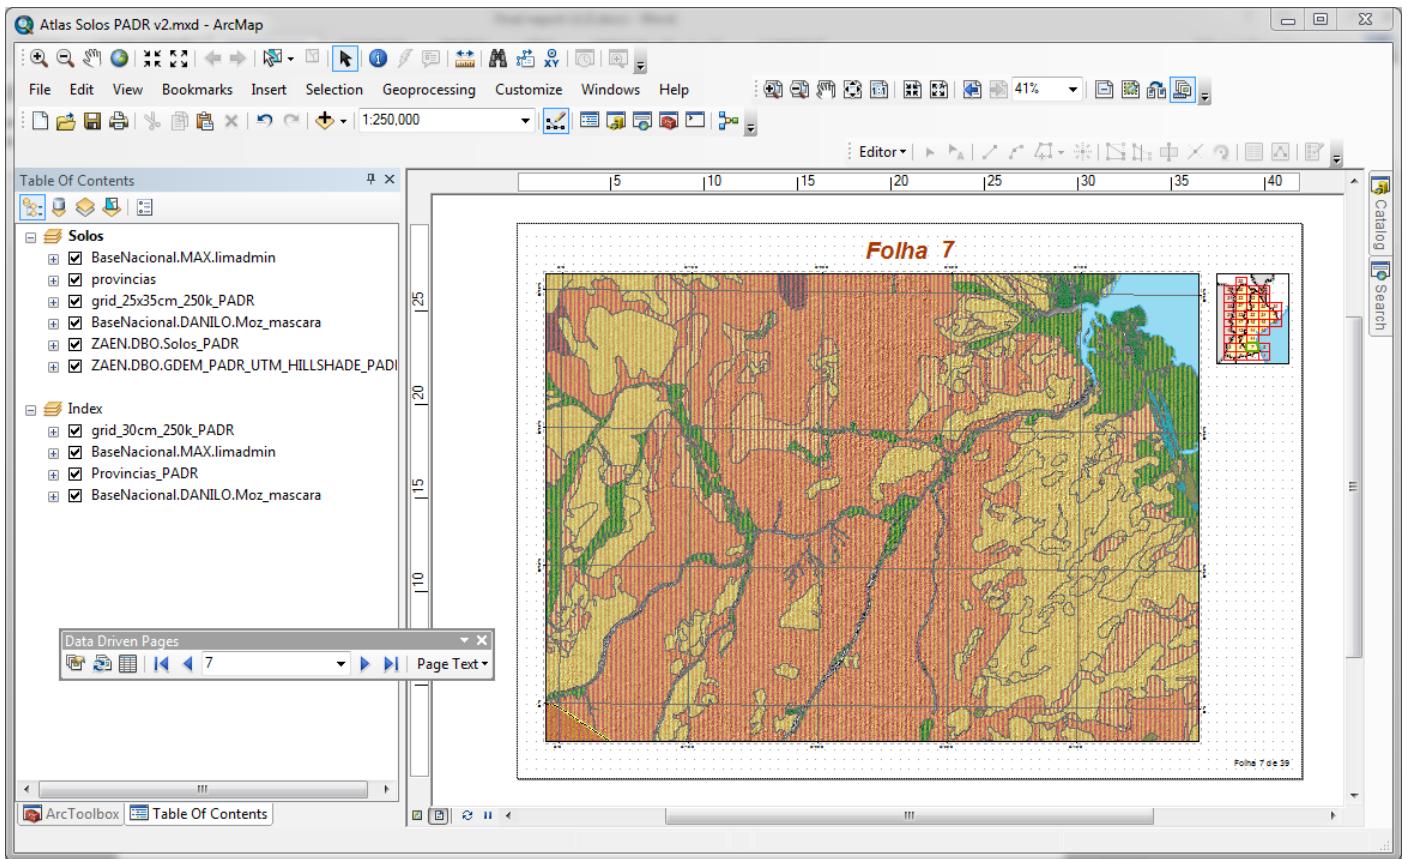 Atlas Solos PADR v2.mxd - ArcMap
File Edit View Bookmarks Insert Selection Geoprocessing Customize Windows Help 41%
1:250,000
Editor
Table Of Contents
Solos
BaseNacional.MAX.limadmin
provincias
grid_25x35cm_250k_PADR
BaseNacional.DANILO.Moz_mascara
ZAEN.DBO.Solos_PADR
ZAEN.DBO.GDEM_PADR_UTM_HILLSHADE_PADI
Index
grid_30cm_250k_PADR
BaseNacional.MAX.limadmin
Provincias_PADR
BaseNacional.DANILO.Moz_mascara
Data Driven Pages
7 Page Text
ArcToolbox Table Of Contents
5 10 15 20 25 30 35 40
25
20
15
10
Folha 7
Folha 7 de 39
Catalog
Search